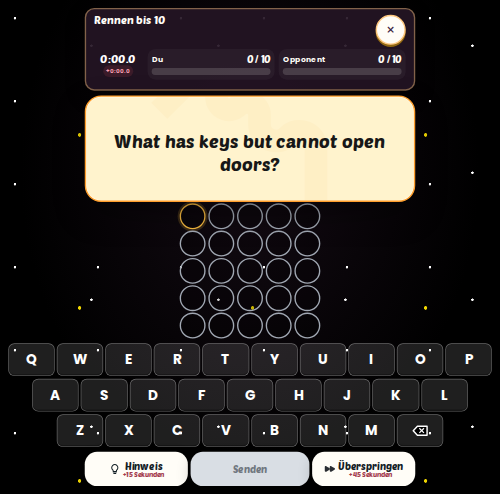 Rennen bis 10
×
0:00.0
+0:00.0
Du 0 / 10
Opponent 0 / 10
What has keys but cannot open
doors?
Q W E R T Y U I O P
A S D F G H J K L
Z X C V B N M
Hinweis
+15 Sekunden
Senden
Überspringen
+45 Sekunden